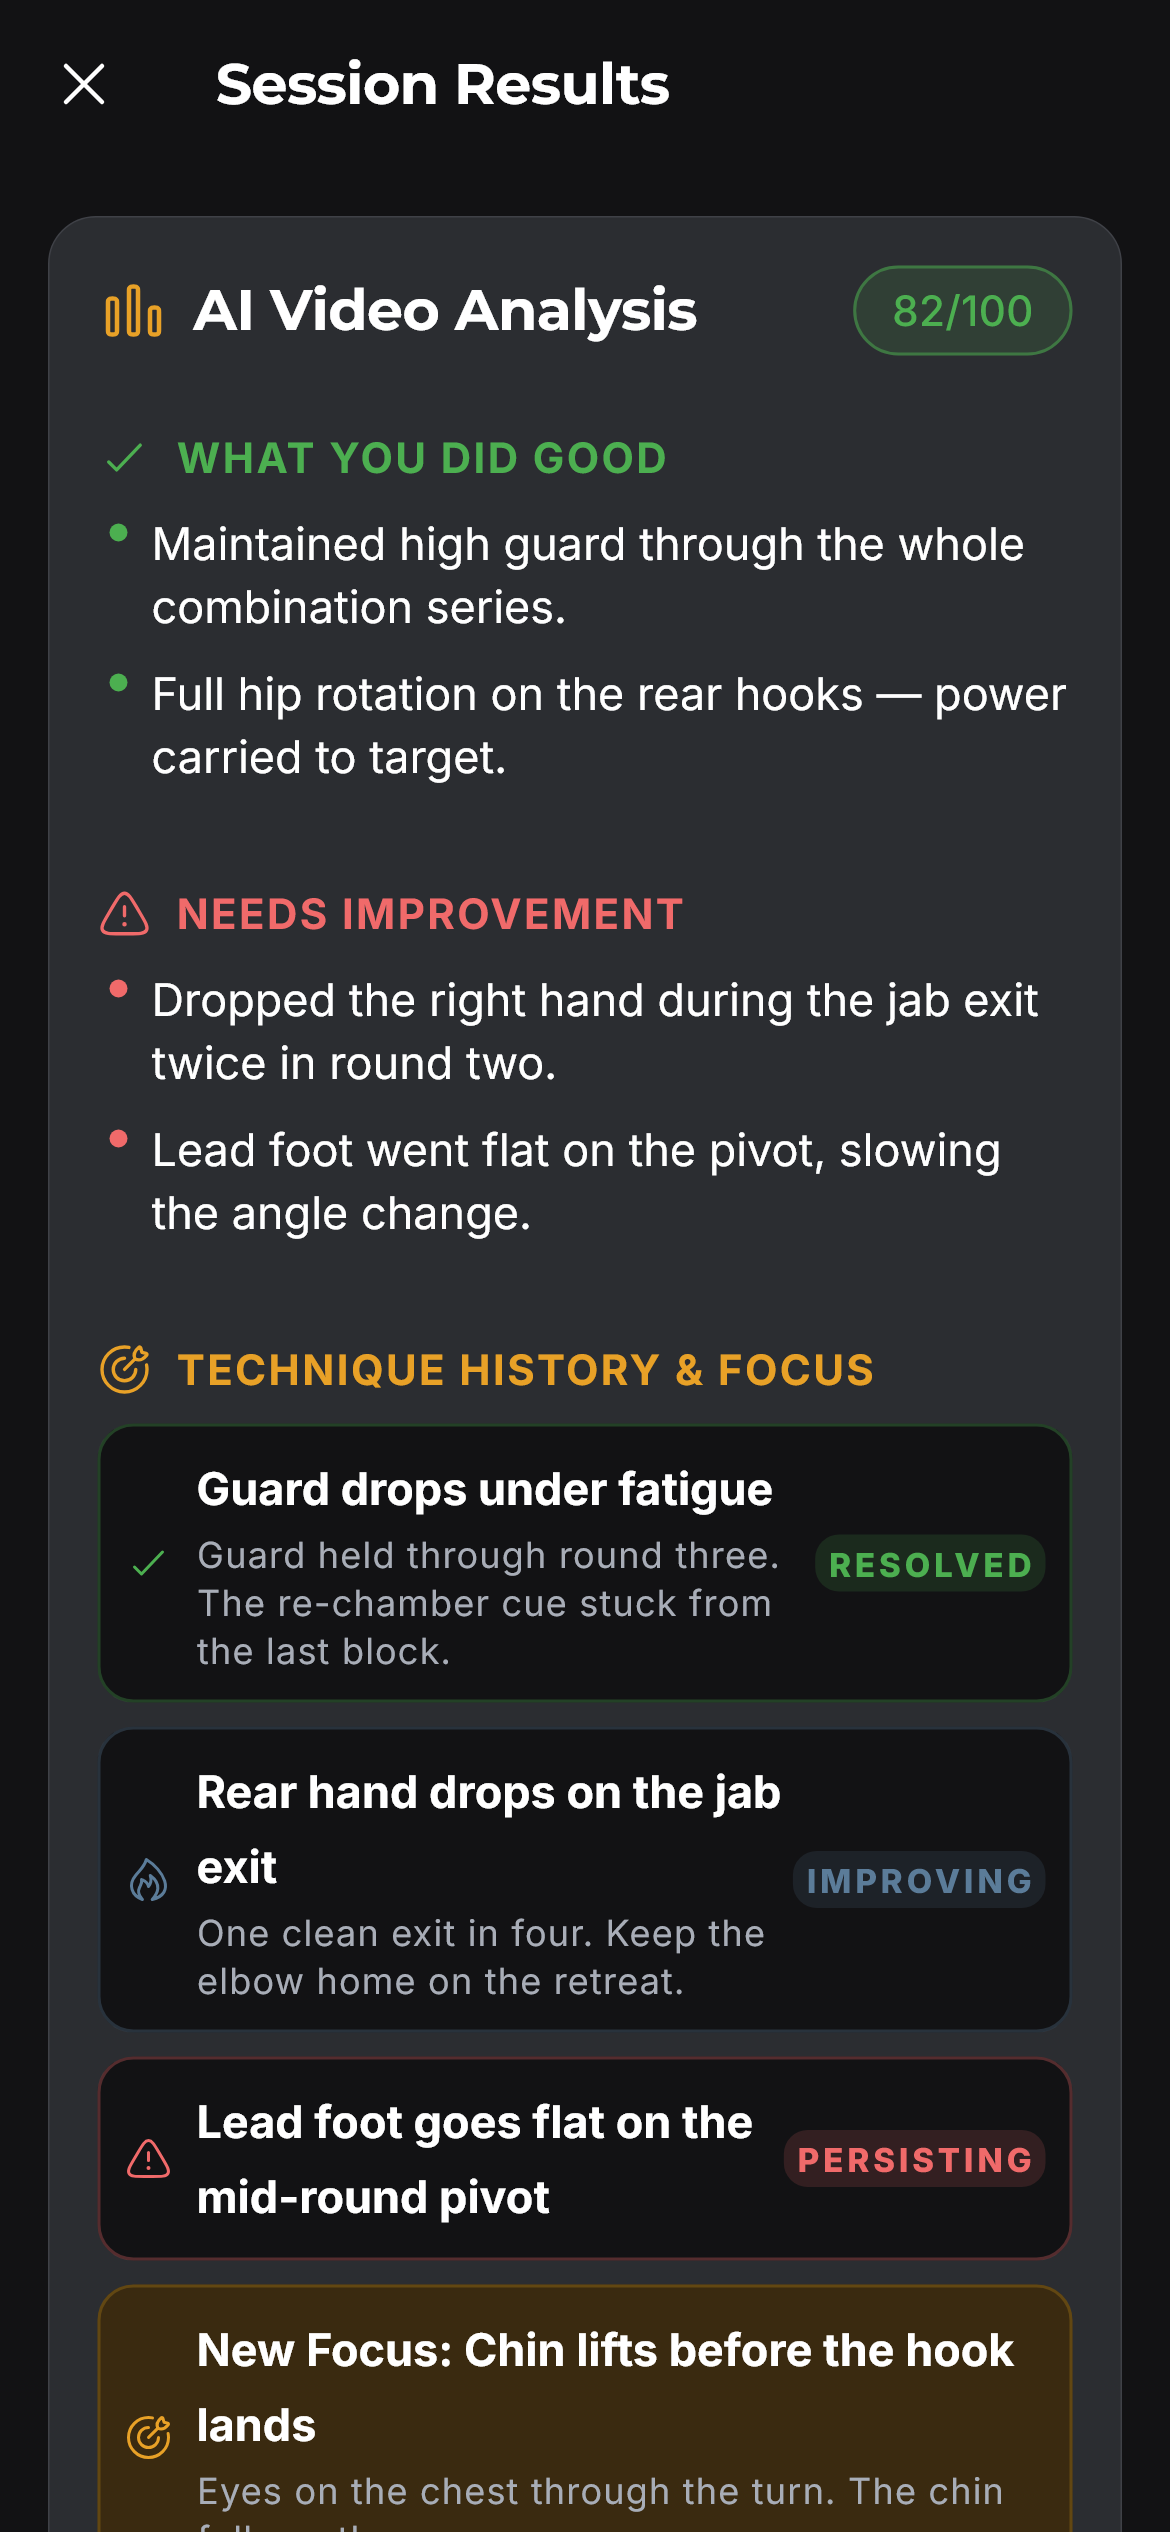 Session Results
AI Video Analysis
82/100
WHAT YOU DID GOOD
Maintained high guard through the whole
combination series.
Full hip rotation on the rear hooks — power
carried to target.
NEEDS IMPROVEMENT
Dropped the right hand during the jab exit
twice in round two.
Lead foot went flat on the pivot, slowing
the angle change.
TECHNIQUE HISTORY & FOCUS
Guard drops under fatigue
Guard held through round three.
The re-chamber cue stuck from
the last block.
RESOLVED
Rear hand drops on the jab
exit
One clean exit in four. Keep the
elbow home on the retreat.
IMPROVING
Lead foot goes flat on the
mid-round pivot
PERSISTING
New Focus: Chin lifts before the hook
lands
Eyes on the chest through the turn. The chin